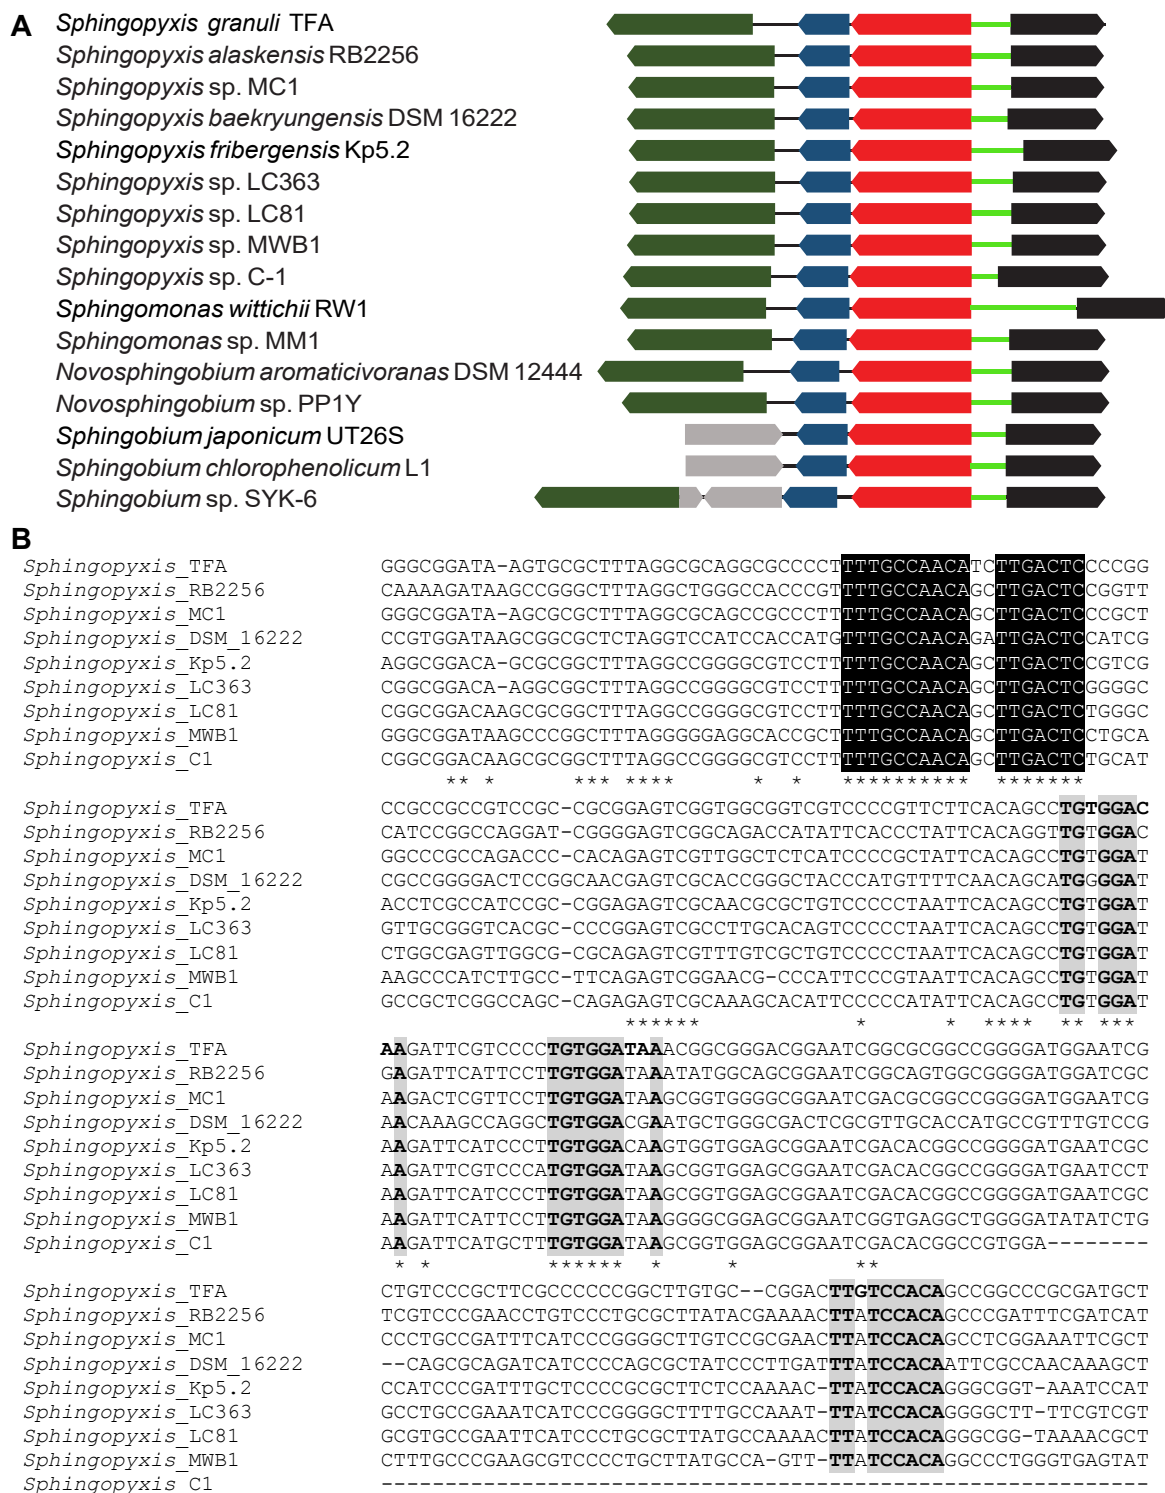 A
Sphingopyxis granuli TFA
Sphingopyxis alaskensis RB2256
Sphingopyxis sp. MC1
Sphingopyxis baekryungensis DSM 16222
Sphingopyxis fribergensis Kp5.2
Sphingopyxis sp. LC363
Sphingopyxis sp. LC81
Sphingopyxis sp. MWB1
Sphingopyxis sp. C-1
Sphingomonas wittichii RW1
Sphingomonas sp. MM1
Novosphingobium aromaticivoranas DSM 12444
Novosphingobium sp. PP1Y
Sphingobium japonicum UT26S
Sphingobium chlorophenolicum L1
Sphingobium sp. SYK-6
B
Sphingopyxis_TFA GGGCGGATA-AGTGCGCTTTAGGCGCAGGCGCCCCTTTTGCCAACATCTTGACTCCCCGG
Sphingopyxis_RB2256 CAAAAGATAAGCCGGGCTTTAGGCTGGGCCACCCGTTTTGCCAACAGCTTGACTCCGGTT
Sphingopyxis_MC1 GGGCGGATA-AGCGCGCTTTAGGCGCAGCCGCCCTTTTTGCCAACAGCTTGACTCCCGCT
Sphingopyxis_DSM_16222 CCGTGGATAAGCGGCGCTCTAGGTCCATCCACCATGTTTGCCAACAGATTGACTCCATCG
Sphingopyxis_Kp5.2 AGGCGGACA-GCGCGGCTTTAGGCCGGGGCGTCCTTTTTGCCAACAGCTTGACTCCGTCG
Sphingopyxis_LC363 CGGCGGACA-AGGCGGCTTTAGGCCGGGGCGTCCTTTTTGCCAACAGCTTGACTCGGGGC
Sphingopyxis_LC81 CGGCGGACAAGCGCGGCTTTAGGCCGGGGCGTCCTTTTTGCCAACAGCTTGACTCTGGGC
Sphingopyxis_MWB1 GGGCGGATAAGCCCGGCTTTAGGGGGAGGCACCGCTTTTGCCAACAGCTTGACTCCTGCA
Sphingopyxis_C1 CGGCGGACAAGCGCGGCTTTAGGCCGGGGCGTCCTTTTTGCCAACAGCTTGACTCTGCAT
** * *** **** * * ********** *******
Sphingopyxis_TFA CCGCCGCCGTCCGC-CGCGGAGTCGGTGGCGGTCGTCCCCGTTCTTCACAGCCTGTGGAC
Sphingopyxis_RB2256 CATCCGGCCAGGAT-CGGGGAGTCGGCAGACCATATTCACCCTATTCACAGGTTGTGGAC
Sphingopyxis_MC1 GGCCCGCCAGACCC-CACAGAGTCGTTGGCTCTCATCCCCGCTATTCACAGCCTGTGGAT
Sphingopyxis_DSM_16222 CGCCGGGGACTCCGGCAACGAGTCGCACCGGGCTACCCATGTTTTCAACAGCATGGGGAT
Sphingopyxis_Kp5.2 ACCTCGCCATCCGC-CGGAGAGTCGCAACGCGCTGTCCCCCTAATTCACAGCCTGTGGAT
Sphingopyxis_LC363 GTTGCGGGTCACGC-CCCGGAGTCGCCTTGCACAGTCCCCCTAATTCACAGCCTGTGGAT
Sphingopyxis_LC81 CTGGCGAGTTGGCG-CGCAGAGTCGTTTGTCGCTGTCCCCCTAATTCACAGCCTGTGGAT
Sphingopyxis_MWB1 AAGCCCATCTTGCC-TTCAGAGTCGGAACG-CCCATTCCCGTAATTCACAGCCTGTGGAT
Sphingopyxis_C1 GCCGCTCGGCCAGC-CAGAGAGTCGCAAAGCACATTCCCCCATATTCACAGCCTGTGGAT
****** * * **** ** ***
Sphingopyxis_TFA AAGATTCGTCCCCTGTGGATAAACGGCGGGACGGAATCGGCGCGGCCGGGGATGGAATCG
Sphingopyxis_RB2256 GAGATTCATTCCTTGTGGATAAATATGGCAGCGGAATCGGCAGTGGCGGGGATGGATCGC
Sphingopyxis_MC1 AAGACTCGTTCCTTGTGGATAAGCGGTGGGGCGGAATCGACGCGGCCGGGGATGGAATCG
Sphingopyxis_DSM_16222 AACAAAGCCAGGCTGTGGACGAATGCTGGGCGACTCGCGTTGCACCATGCCGTTTGTCCG
Sphingopyxis_Kp5.2 AAGATTCATCCCTTGTGGACAAGTGGTGGAGCGGAATCGACACGGCCGGGGATGAATCGC
Sphingopyxis_LC363 AAGATTCGTCCCATGTGGATAAGCGGTGGAGCGGAATCGACACGGCCGGGGATGAATCCT
Sphingopyxis_LC81 AAGATTCATCCCTTGTGGATAAGCGGTGGAGCGGAATCGACACGGCCGGGGATGAATCGC
Sphingopyxis_MWB1 AAGATTCATTCCTTGTGGATAAGGGGCGGAGCGGAATCGGTGAGGCTGGGGATATATCTG
Sphingopyxis_C1 AAGATTCATGCTTTGTGGATAAGCGGTGGAGCGGAATCGACACGGCCGTGGA--------
* * ****** * * **
Sphingopyxis_TFA CTGTCCCGCTTCGCCCCCCGGCTTGTGC--CGGACTTGTCCACAGCCGGCCCGCGATGCT
Sphingopyxis_RB2256 TCGTCCCGAACCTGTCCCTGCGCTTATACGAAAACTTATCCACAGCCCGATTTCGATCAT
Sphingopyxis_MC1 CCCTGCCGATTTCATCCCGGGGCTTGTCCGCGAACTTATCCACAGCCTCGGAAATTCGCT
Sphingopyxis_DSM_16222 --CAGCGCAGATCATCCCCAGCGCTATCCCTTGATTTATCCACAATTCGCCAACAAAGCT
Sphingopyxis_Kp5.2 CCATCCCGATTTGCTCCCCGCGCTTCTCCAAAAC-TTATCCACAGGGCGGT-AAATCCAT
Sphingopyxis_LC363 GCCTGCCGAAATCATCCCGGGGCTTTTGCCAAAT-TTATCCACAGGGGCTT-TTCGTCGT
Sphingopyxis_LC81 GCGTGCCGAATTCATCCCTGCGCTTATGCCAAAACTTATCCACAGGGCGG-TAAAACGCT
Sphingopyxis_MWB1 CTTTGCCCGAAGCGTCCCCTGCTTATGCCA-GTT-TTATCCACAGGCCCTGGGTGAGTAT
Sphingopyxis_C1 ------------------------------------------------------------